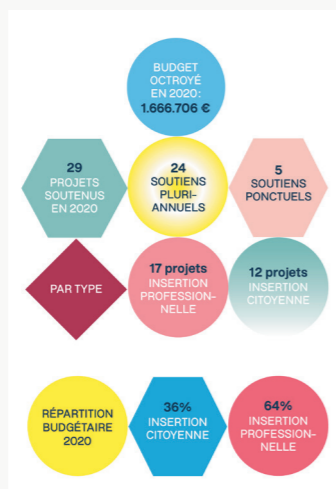 BUDGET
OCTROYÉ
EN 2020:
1.666.706 €
29
PROJETS
SOUTENUS
EN 2020
24
SOUTIENS
PLURI-
ANNUELS
5
SOUTIENS
PONCTUELS
PAR TYPE
17 projets
INSERTION
PROFESSION-
NELLE
12 projets
INSERTION
CITOYENNE
RÉPARTITION
BUDGÉTAIRE
2020
36%
INSERTION
CITOYENNE
64%
INSERTION
PROFESSION-
NELLE